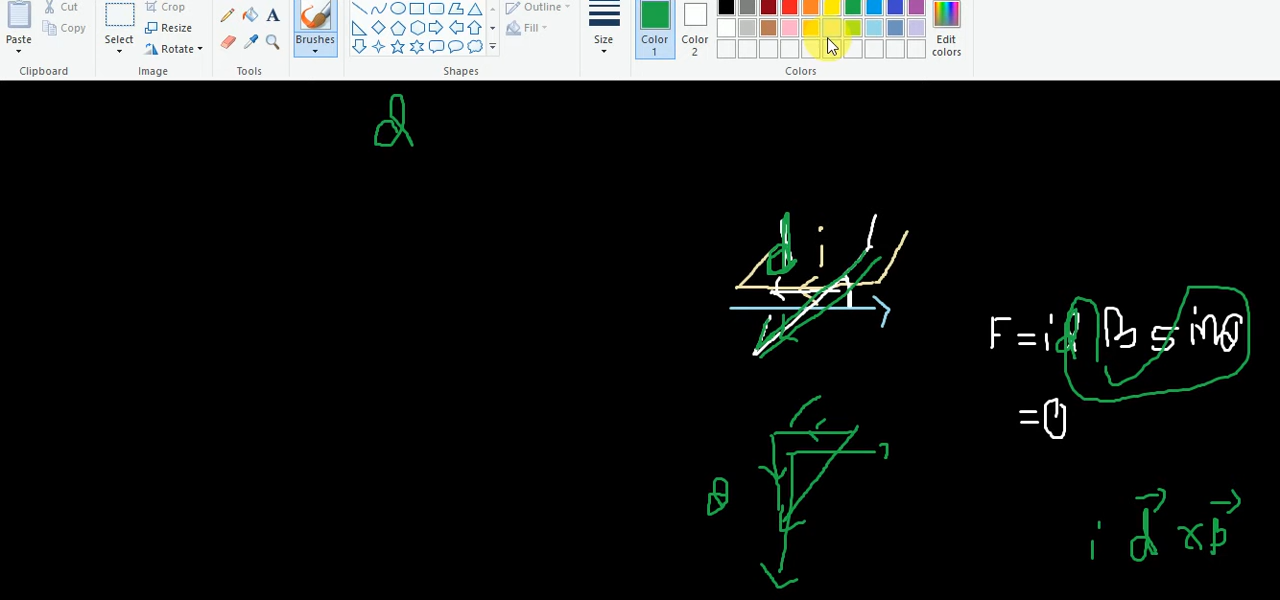 Cut
Copy
Paste
Clipboard
Select
Crop
Resize
Rotate
Image
A
Tools
Brushes
Shapes
Outline
Fill
Size
Color 1
Color 2
Edit colors
Colors
d
d i
F = i d B sinθ
= 0
θ
i d × B